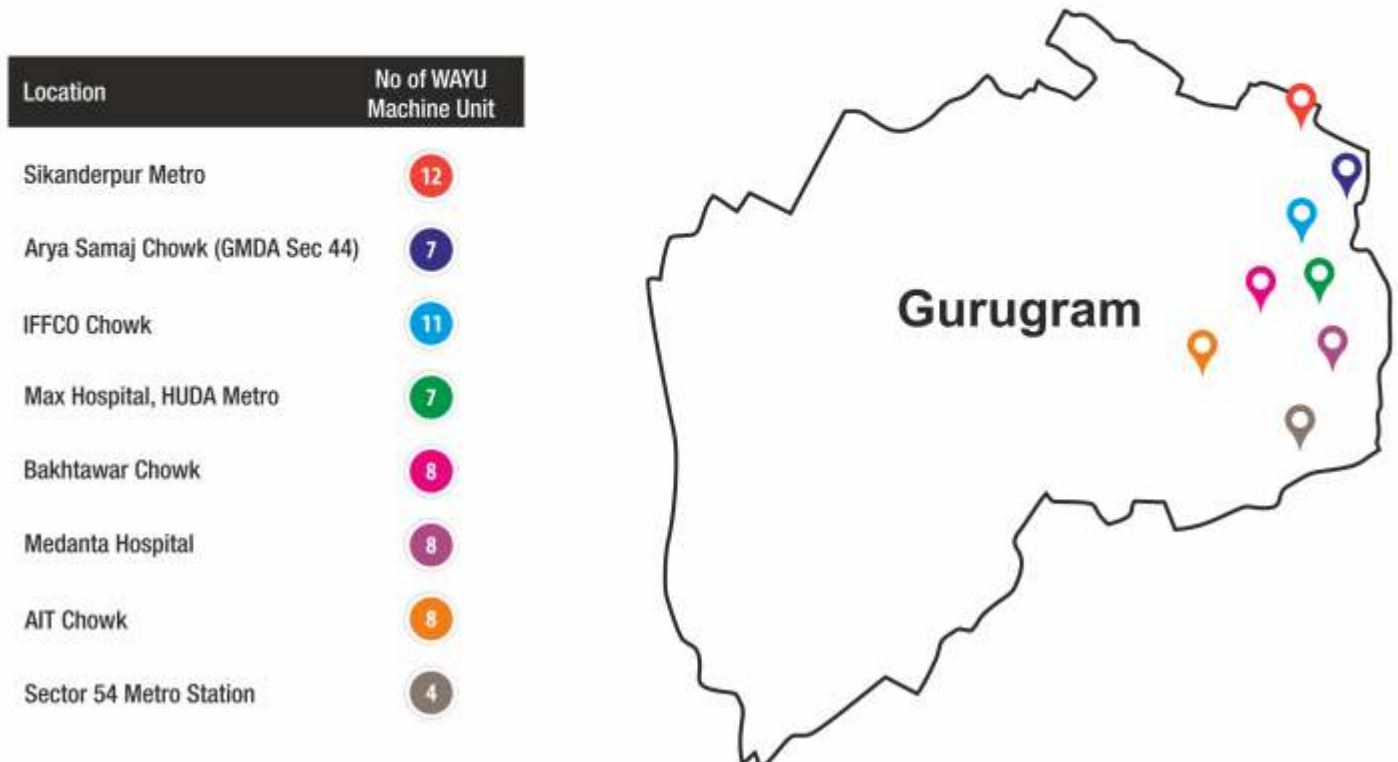 Location
No of WAYU
Machine Unit
Sikanderpur Metro 12
Arya Samaj Chowk (GMDA Sec 44) 7
IFFCO Chowk 11
Max Hospital, HUDA Metro 7
Bakhtawar Chowk 8
Medanta Hospital 8
AIT Chowk 8
Sector 54 Metro Station 4
Gurugram